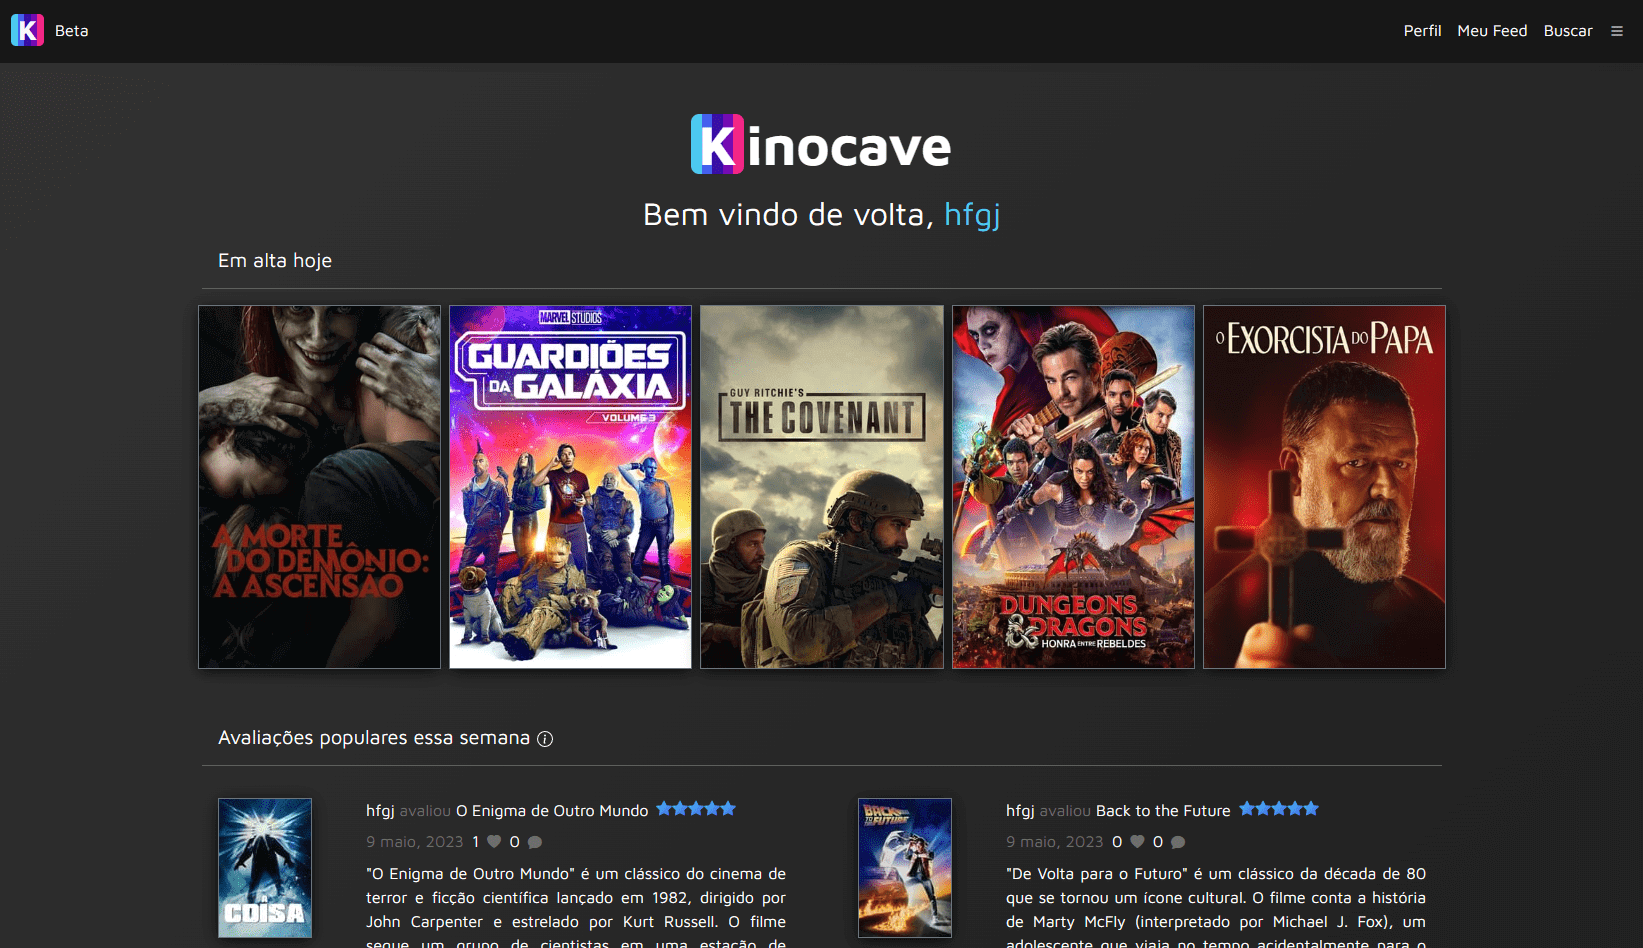 K Beta
Perfil Meu Feed Buscar
Kinocave
Bem vindo de volta, hfgj
Em alta hoje
A MORTE
DO DEMÔNIO:
A ASCENSÃO
MARVEL STUDIOS
GUARDIÕES
DA GALÁXIA
VOLUME 3
GUY RITCHIE'S
THE COVENANT
DUNGEONS
& DRAGONS
HONRA ENTRE REBELDES
O EXORCISTA DO PAPA
Avaliações populares essa semana
A
COISA
hfgj avaliou O Enigma de Outro Mundo
9 maio, 2023 1 0
"O Enigma de Outro Mundo" é um clássico do cinema de
terror e ficção científica lançado em 1982, dirigido por
John Carpenter e estrelado por Kurt Russell. O filme
segue um grupo de cientistas em uma estação de
BACK
TO THE
FUTURE
hfgj avaliou Back to the Future
9 maio, 2023 0 0
"De Volta para o Futuro" é um clássico da década de 80
que se tornou um ícone cultural. O filme conta a história
de Marty McFly (interpretado por Michael J. Fox), um
adolescente que viaja no tempo acidentalmente para o